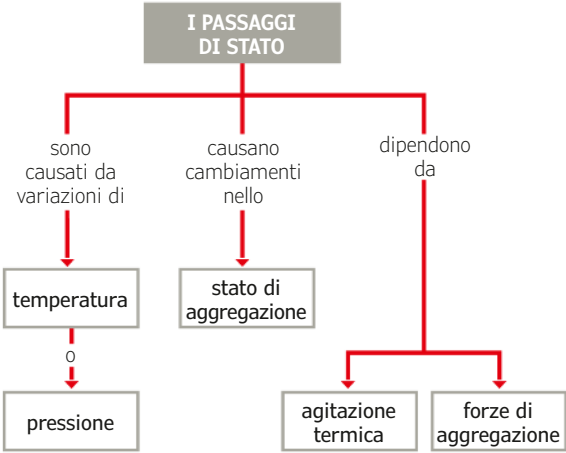 I PASSAGGI
DI STATO
sono
causati da
variazioni di
causano
cambiamenti
nello
dipendono
da
temperatura
stato di
aggregazione
o
pressione
agitazione
termica
forze di
aggregazione